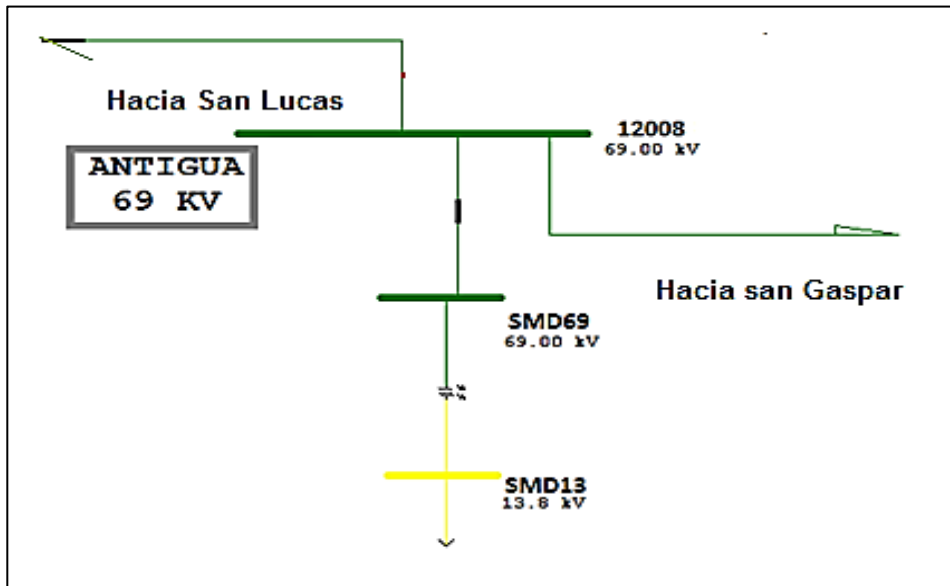 Hacia San Lucas
12008
69.00 kV
ANTIGUA
69 KV
Hacia san Gaspar
SMD69
69.00 kV
SMD13
13.8 kV